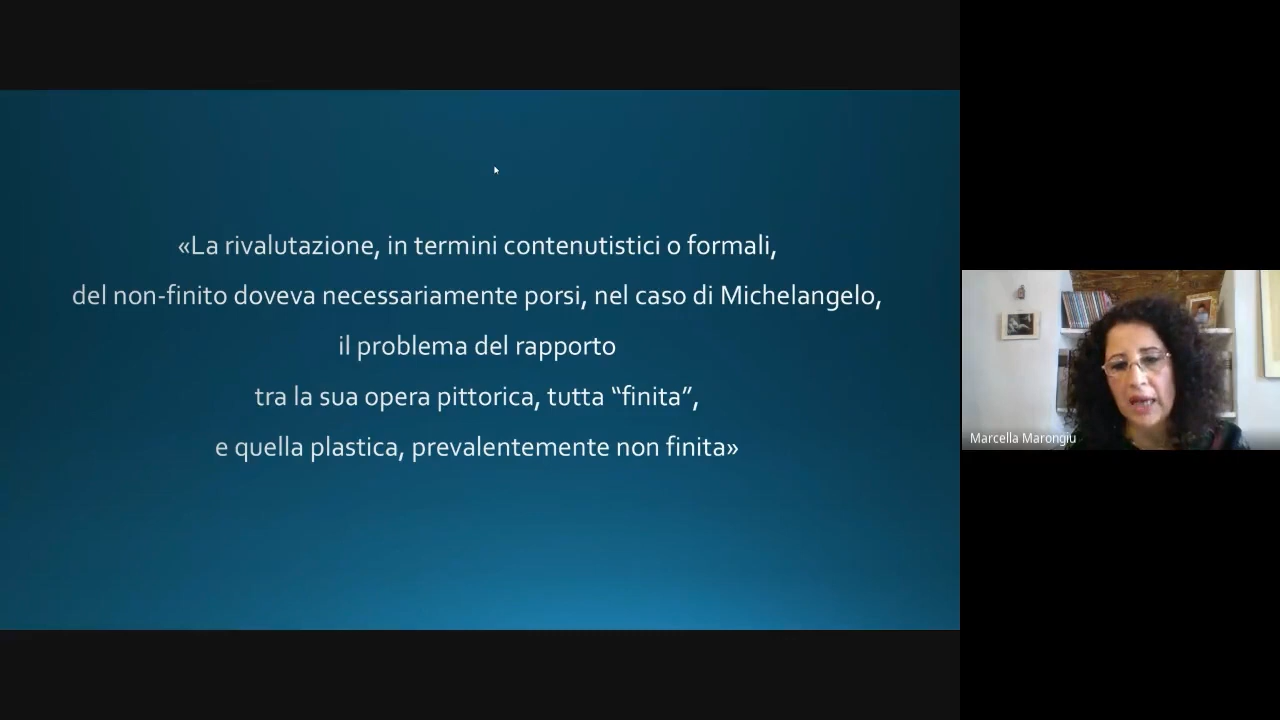 «La rivalutazione, in termini contenutistici o formali,
del non-finito doveva necessariamente porsi, nel caso di Michelangelo,
il problema del rapporto
tra la sua opera pittorica, tutta “finita”,
e quella plastica, prevalentemente non finita»
Marcella Marongiu